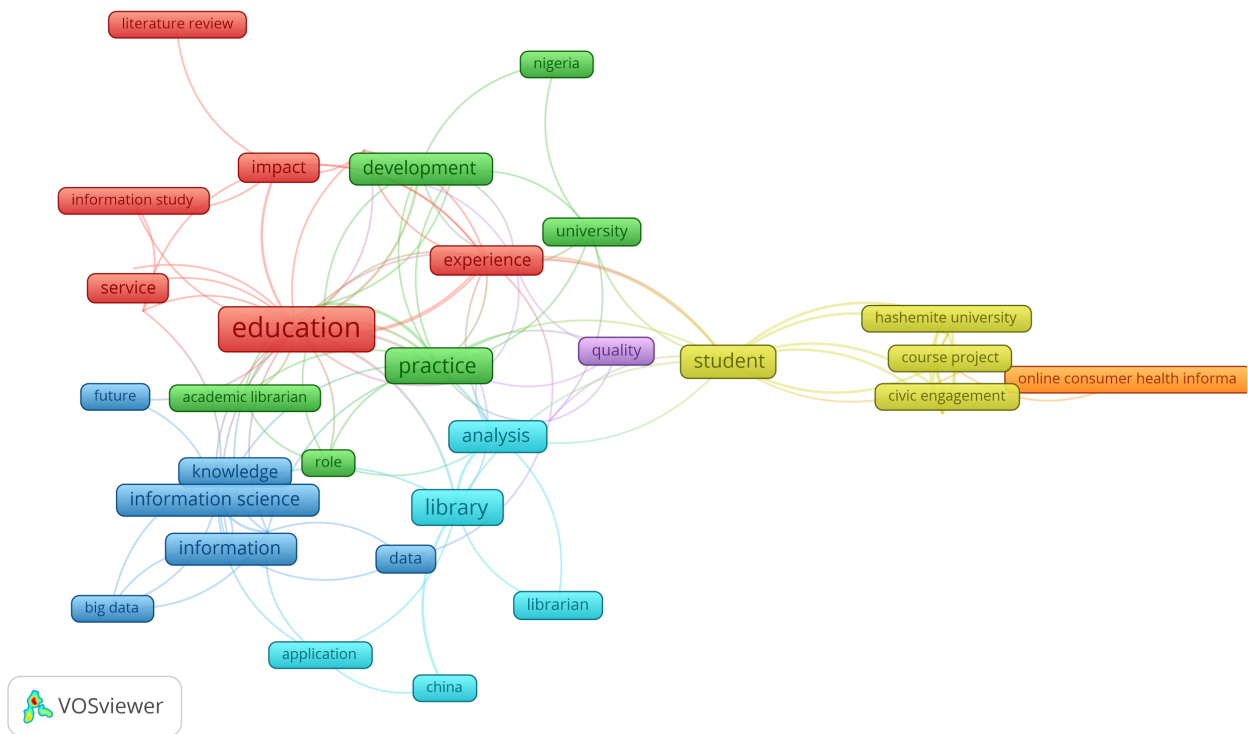 literature review
nigeria
impact
development
information study
university
experience
service
education
hashemite university
quality
student
course project
practice
online consumer health informa
future
academic librarian
civic engagement
analysis
role
knowledge
information science
library
information
data
big data
librarian
application
china
VOSviewer